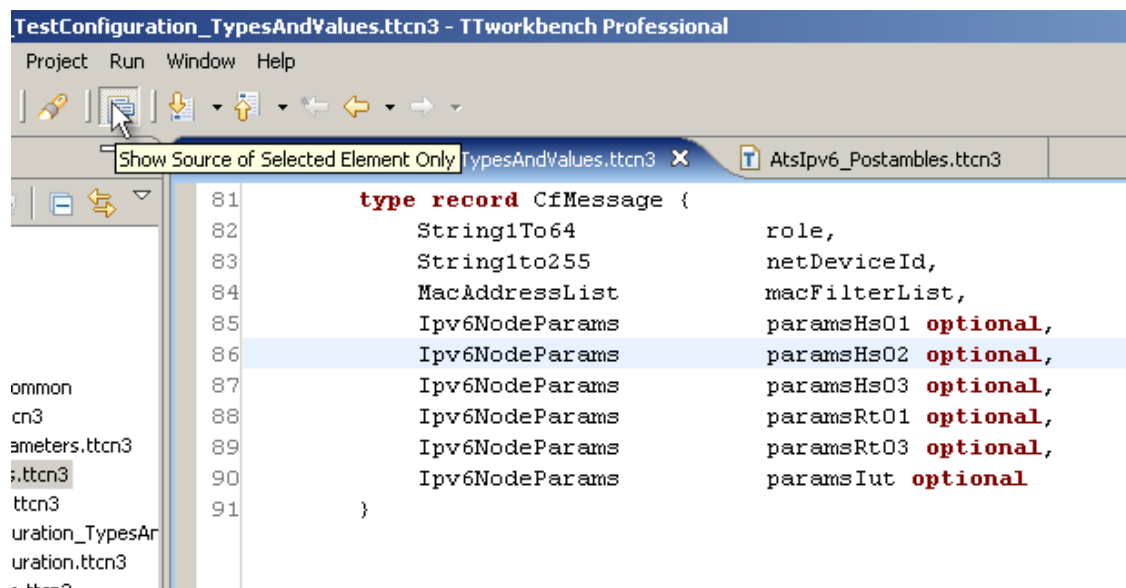 _TestConfiguration_TypesAndValues.ttcn3 - TTworkbench Professional
Project Run Window Help
Show Source of Selected Element Only
TypesAndValues.ttcn3
AtsIpv6_Postambles.ttcn3
81 type record CfMessage {
82 String1To64 role,
83 String1to255 netDeviceId,
84 MacAddressList macFilterList,
85 Ipv6NodeParams paramsHs01 optional,
86 Ipv6NodeParams paramsHs02 optional,
87 Ipv6NodeParams paramsHs03 optional,
88 Ipv6NodeParams paramsRt01 optional,
89 Ipv6NodeParams paramsRt03 optional,
90 Ipv6NodeParams paramsIut optional
91 }
ommon
cn3
ameters.ttcn3
s.ttcn3
ttcn3
uration_TypesAn
uration.ttcn3